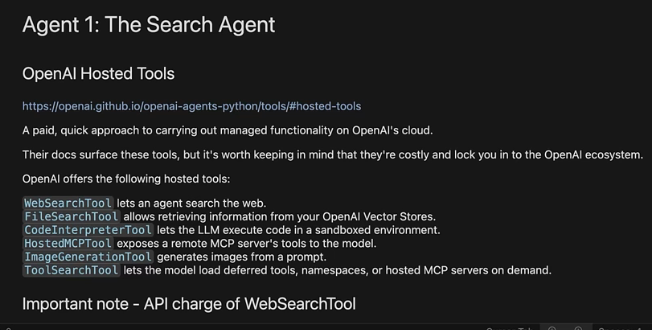 Agent 1: The Search Agent
OpenAI Hosted Tools
https://openai.github.io/openai-agents-python/tools/#hosted-tools
A paid, quick approach to carrying out managed functionality on OpenAI's cloud.
Their docs surface these tools, but it's worth keeping in mind that they're costly and lock you in to the OpenAI ecosystem.
OpenAI offers the following hosted tools:
WebSearchTool lets an agent search the web.
FileSearchTool allows retrieving information from your OpenAI Vector Stores.
CodeInterpreterTool lets the LLM execute code in a sandboxed environment.
HostedMCPTool exposes a remote MCP server's tools to the model.
ImageGenerationTool generates images from a prompt.
ToolSearchTool lets the model load deferred tools, namespaces, or hosted MCP servers on demand.
Important note - API charge of WebSearchTool